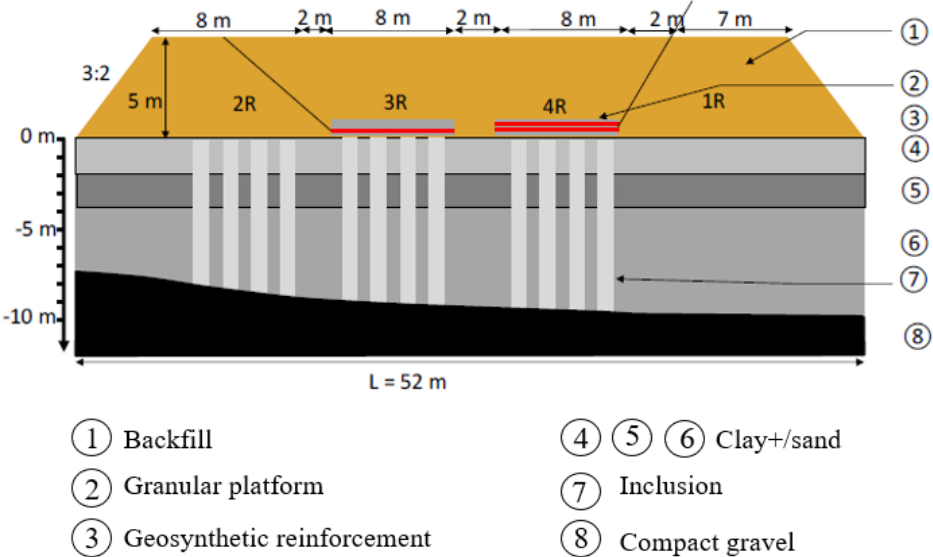 8 m 2 m 8 m 2 m 8 m 2 m 7 m
①
3:2
5 m 2R 3R 4R 1R
②
③
0 m
④
⑤
-5 m
⑥
⑦
-10 m
⑧
L = 52 m
① Backfill
② Granular platform
③ Geosynthetic reinforcement
④ ⑤ ⑥ Clay+/sand
⑦ Inclusion
⑧ Compact gravel